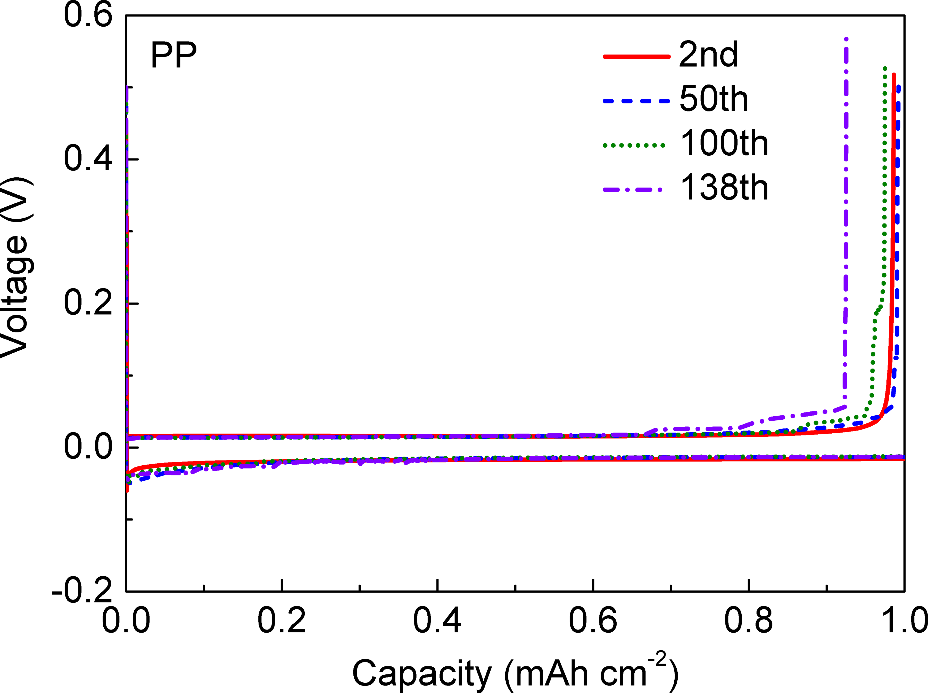 PP
2nd
50th
100th
138th
0.6
0.4
0.2
0.0
-0.2
Voltage (V)
0.0 0.2 0.4 0.6 0.8 1.0
Capacity (mAh cm⁻²)